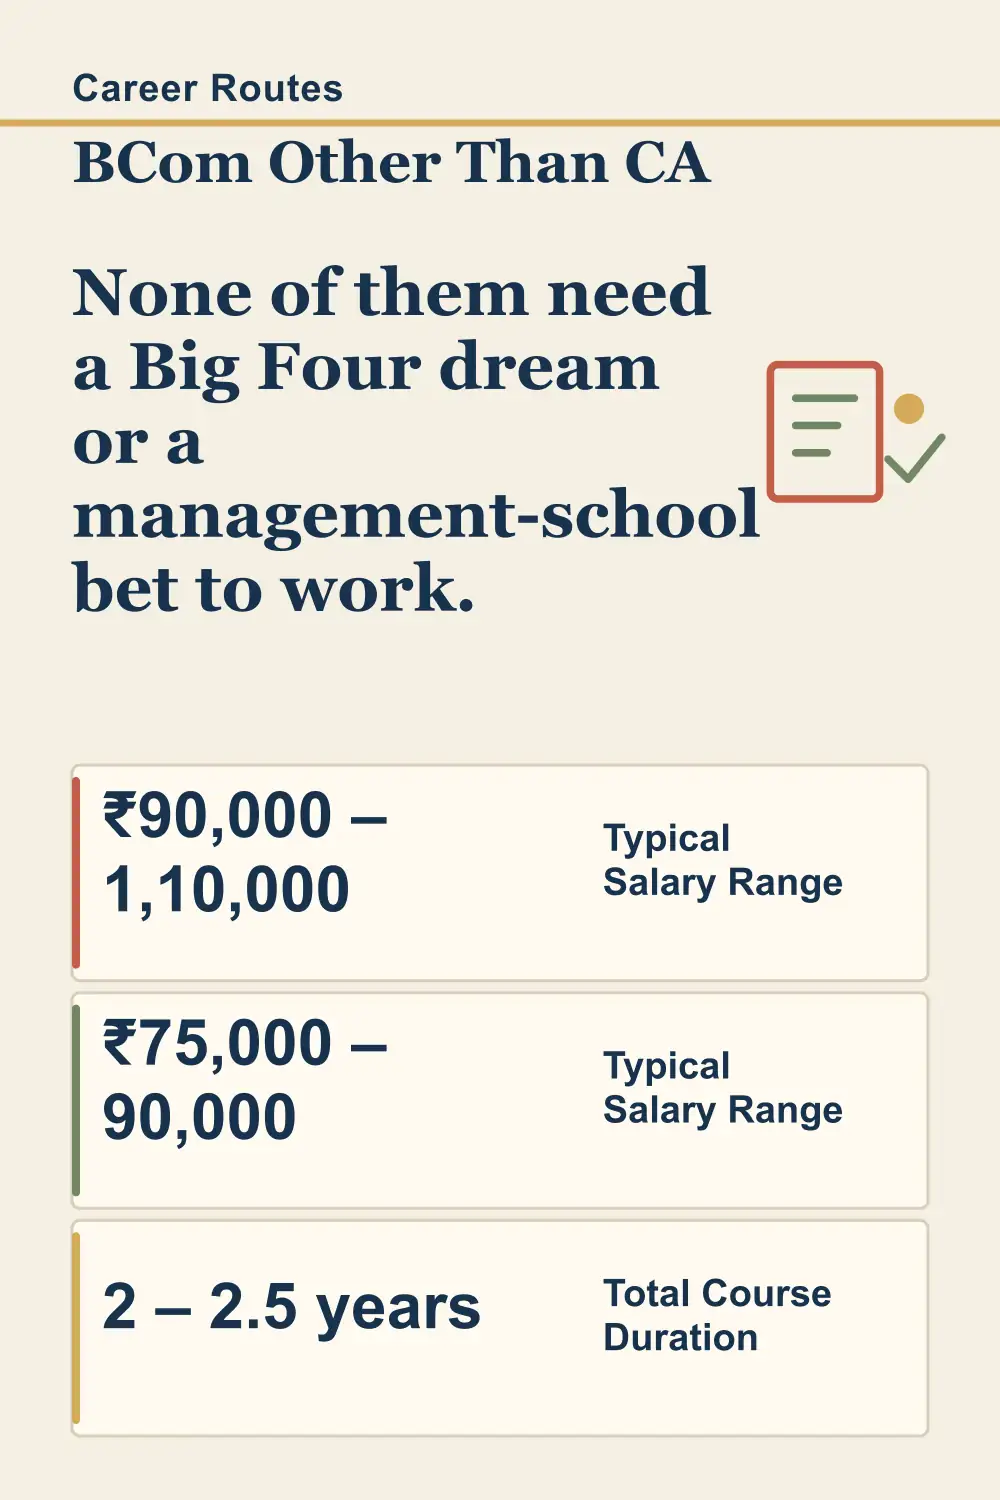 Career Routes
BCom Other Than CA
None of them need
a Big Four dream
or a
management-school
bet to work.
₹90,000 –
1,10,000
Typical
Salary Range
₹75,000 –
90,000
Typical
Salary Range
2 – 2.5 years
Total Course
Duration